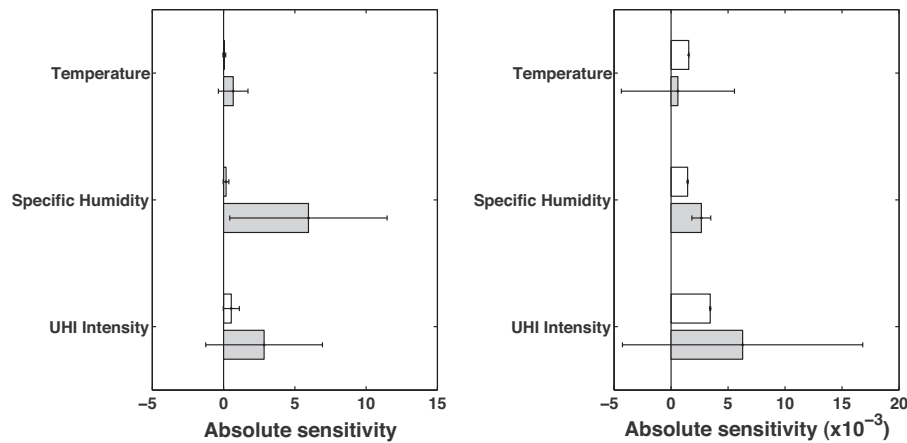 Temperature
Specific Humidity
UHI Intensity
−5 0 5 10 15
Absolute sensitivity
Temperature
Specific Humidity
UHI Intensity
−5 0 5 10 15 20
Absolute sensitivity (x10⁻³)